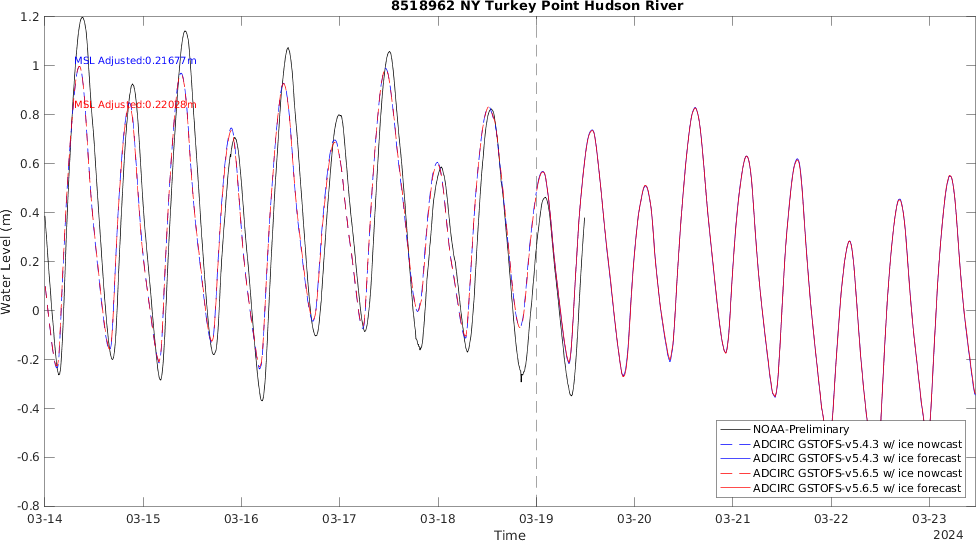 8518962 NY Turkey Point Hudson River
1.2
1
0.8
0.6
0.4
0.2
0
-0.2
-0.4
-0.6
-0.8
Water Level (m)
MSL Adjusted:0.21677m
MSL Adjusted:0.22028m
NOAA-Preliminary
ADCIRC GSTOFS-v5.4.3 w/ ice nowcast
ADCIRC GSTOFS-v5.4.3 w/ ice forecast
ADCIRC GSTOFS-v5.6.5 w/ ice nowcast
ADCIRC GSTOFS-v5.6.5 w/ ice forecast
03-14 03-15 03-16 03-17 03-18 03-19 03-20 03-21 03-22 03-23
Time
2024